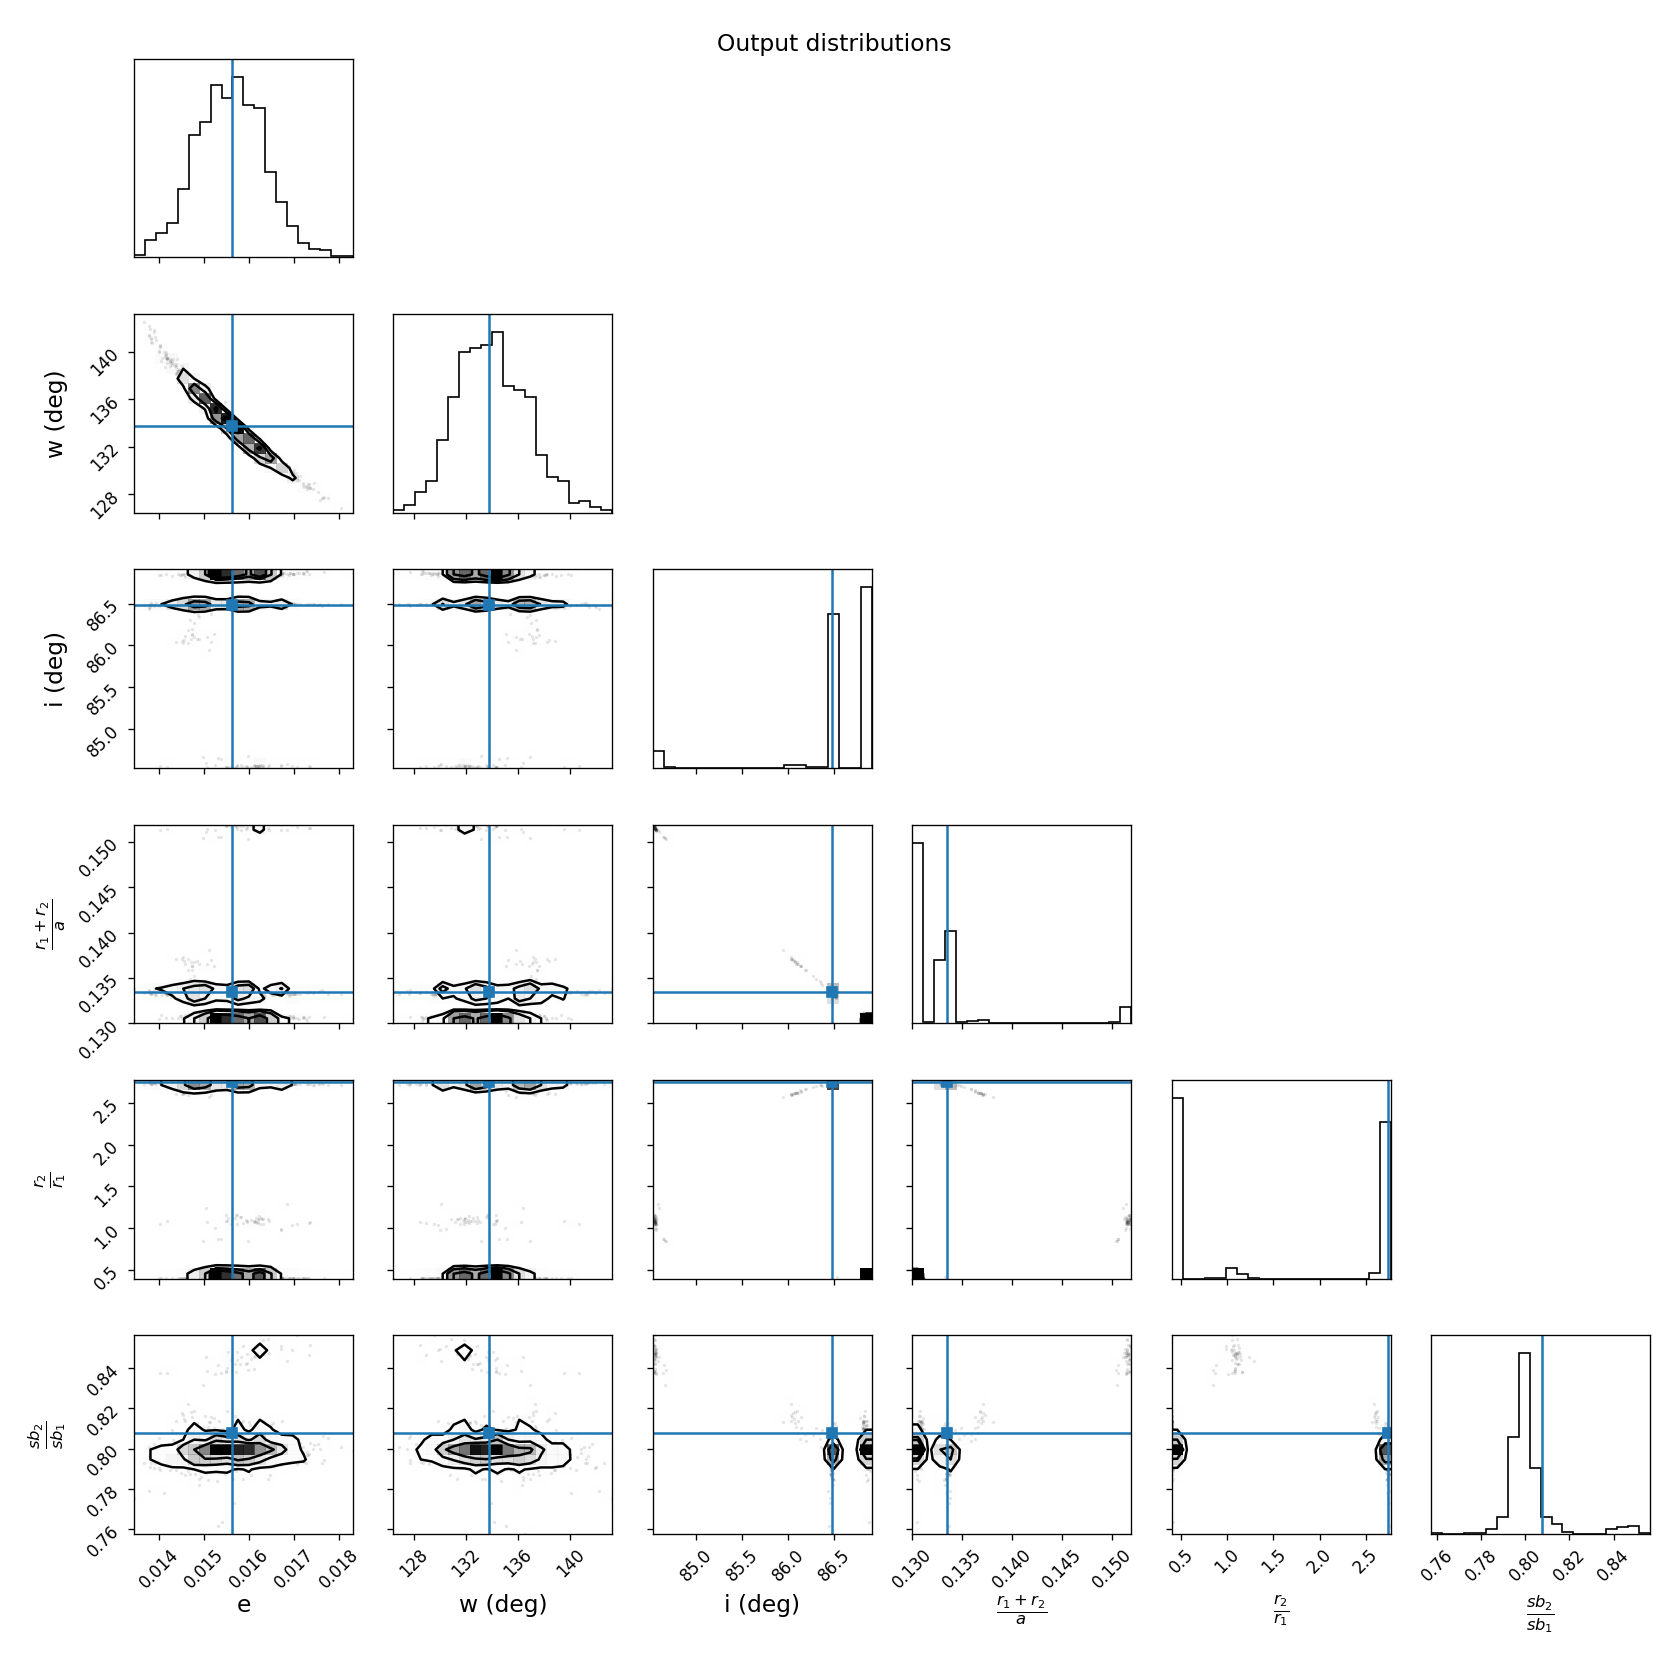 Output distributions
w (deg)
140
136
132
128
i (deg)
86.5
86.0
85.5
85.0
r₁ + r₂ / a
0.150
0.145
0.140
0.135
0.130
r₂ / r₁
2.5
2.0
1.5
1.0
0.5
sb₂ / sb₁
0.84
0.82
0.80
0.78
0.76
0.014 0.015 0.016 0.017 0.018
128 132 136 140
85.0 85.5 86.0 86.5
0.130 0.135 0.140 0.145 0.150
0.5 1.0 1.5 2.0 2.5
0.76 0.78 0.80 0.82 0.84
e
w (deg)
i (deg)
r₁ + r₂ / a
r₂ / r₁
sb₂ / sb₁